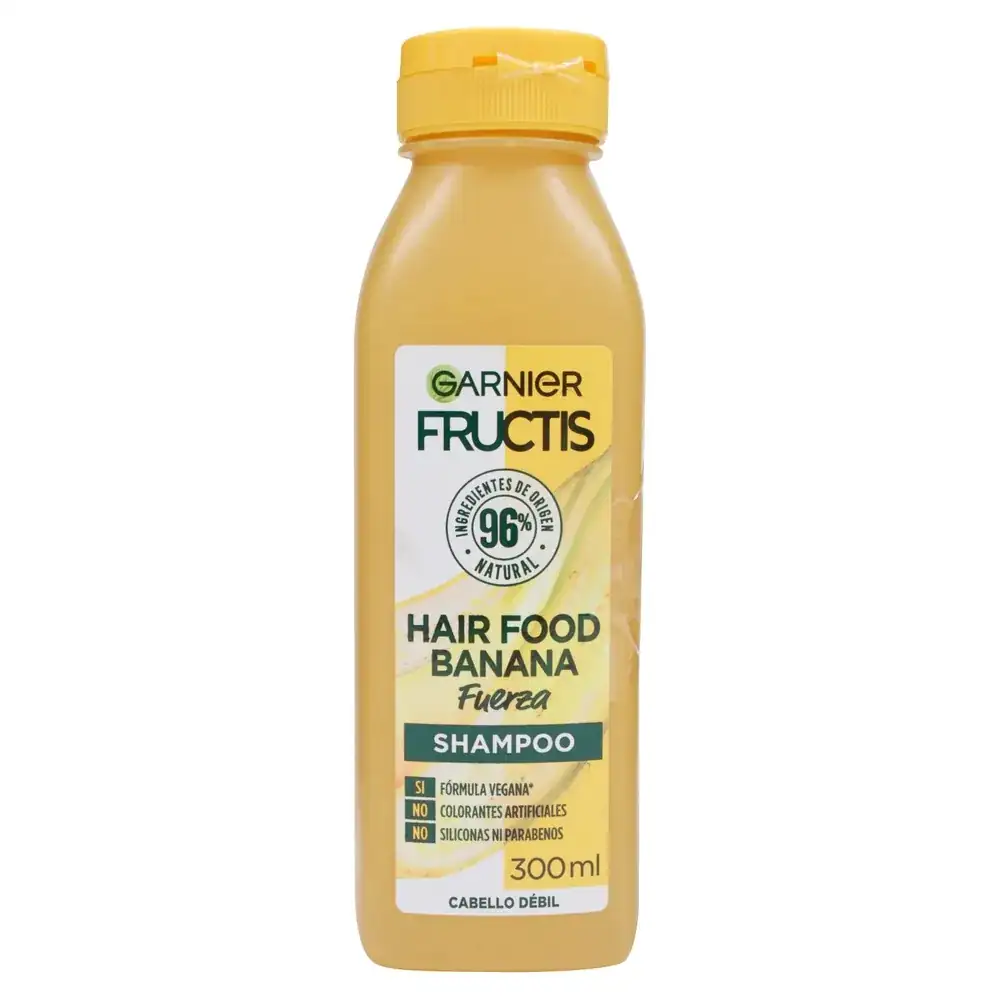 GARNIER
FRUCTIS
INGREDIENTES DE ORIGEN
96%
NATURAL
HAIR FOOD
BANANA
Fuerza
SHAMPOO
SI FÓRMULA VEGANA*
NO COLORANTES ARTIFICIALES
NO SILICONAS NI PARABENOS
300ml
CABELLO DÉBIL